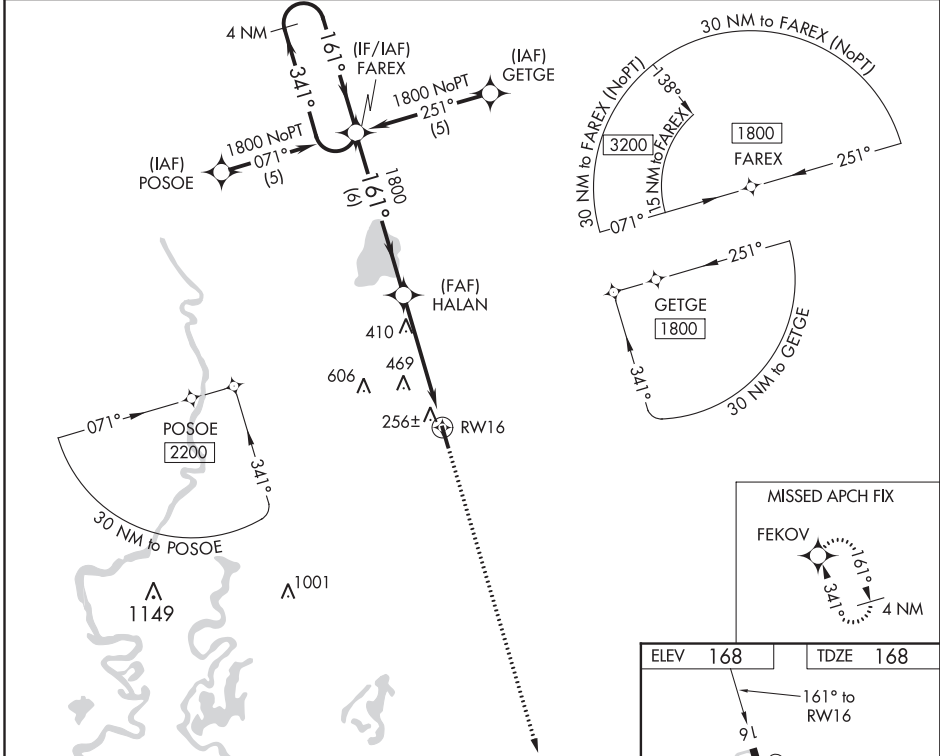 4 NM
161°
341°
(IF/IAF)
FAREX
(IAF)
GETGE
1800 NoPT
251°
(5)
(IAF)
POSOE
1800 NoPT
071°
(5)
1800
161°
(6)
(FAF)
HALAN
410
469
606
256±
RW16
30 NM to FAREX (NoPT)
30 NM to FAREX (NoPT)
138°
15 NM to FAREX
3200
1800
FAREX
251°
071°
251°
GETGE
1800
341°
30 NM to GETGE
071°
POSOE
2200
341°
30 NM to POSOE
1149
1001
MISSED APCH FIX
FEKOV
161°
341°
4 NM
ELEV 168
TDZE 168
161° to
RW16
16